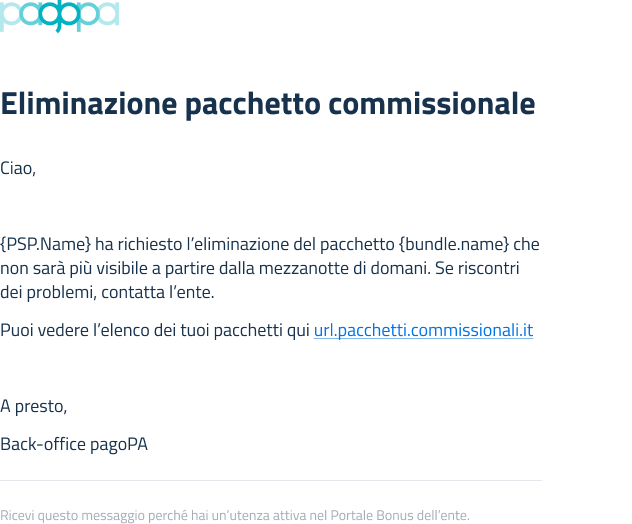 pagopa
Eliminazione pacchetto commissionale
Ciao,
{PSP.Name} ha richiesto l’eliminazione del pacchetto {bundle.name} che
non sarà più visibile a partire dalla mezzanotte di domani. Se riscontri
dei problemi, contatta l’ente.
Puoi vedere l’elenco dei tuoi pacchetti qui url.pacchetti.commissionali.it
A presto,
Back-office pagoPA
Ricevi questo messaggio perché hai un’utenza attiva nel Portale Bonus dell’ente.